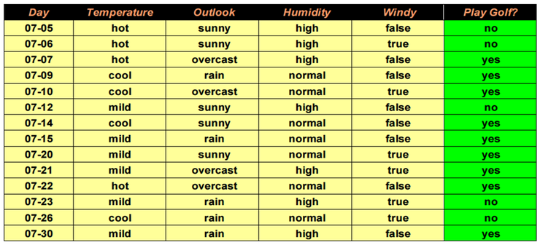 Day Temperature Outlook Humidity Windy Play Golf?
07-05 hot sunny high false no
07-06 hot sunny high true no
07-07 hot overcast high false yes
07-09 cool rain normal false yes
07-10 cool overcast normal true yes
07-12 mild sunny high false no
07-14 cool sunny normal false yes
07-15 mild rain normal false yes
07-20 mild sunny normal true yes
07-21 mild overcast high true yes
07-22 hot overcast normal false yes
07-23 mild rain high true no
07-26 cool rain normal true no
07-30 mild rain high false yes